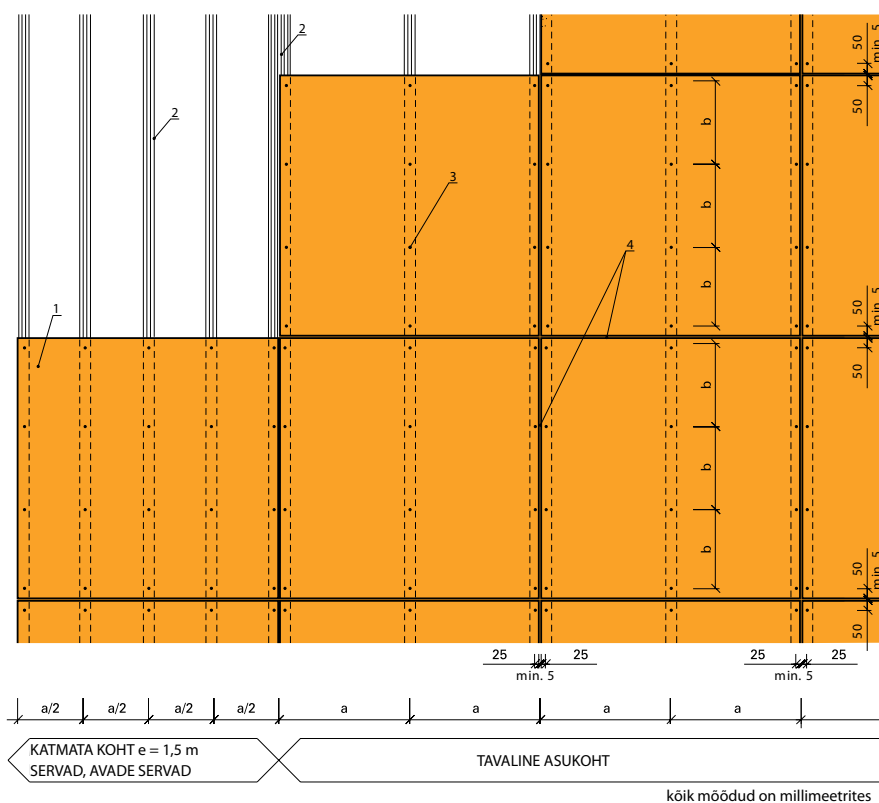 2
50
min. 5
50
2
b
3
b
4
b
50
min. 5
1
50
b
b
b
50
min. 5
50
25
25
min. 5
25
25
min. 5
a/2
a/2
a/2
a/2
a
a
a
a
KATMATA KOHT e = 1,5 m
SERVAD, AVADE SERVAD
TAVALINE ASUKOHT
kõik mõõdud on millimeetrites